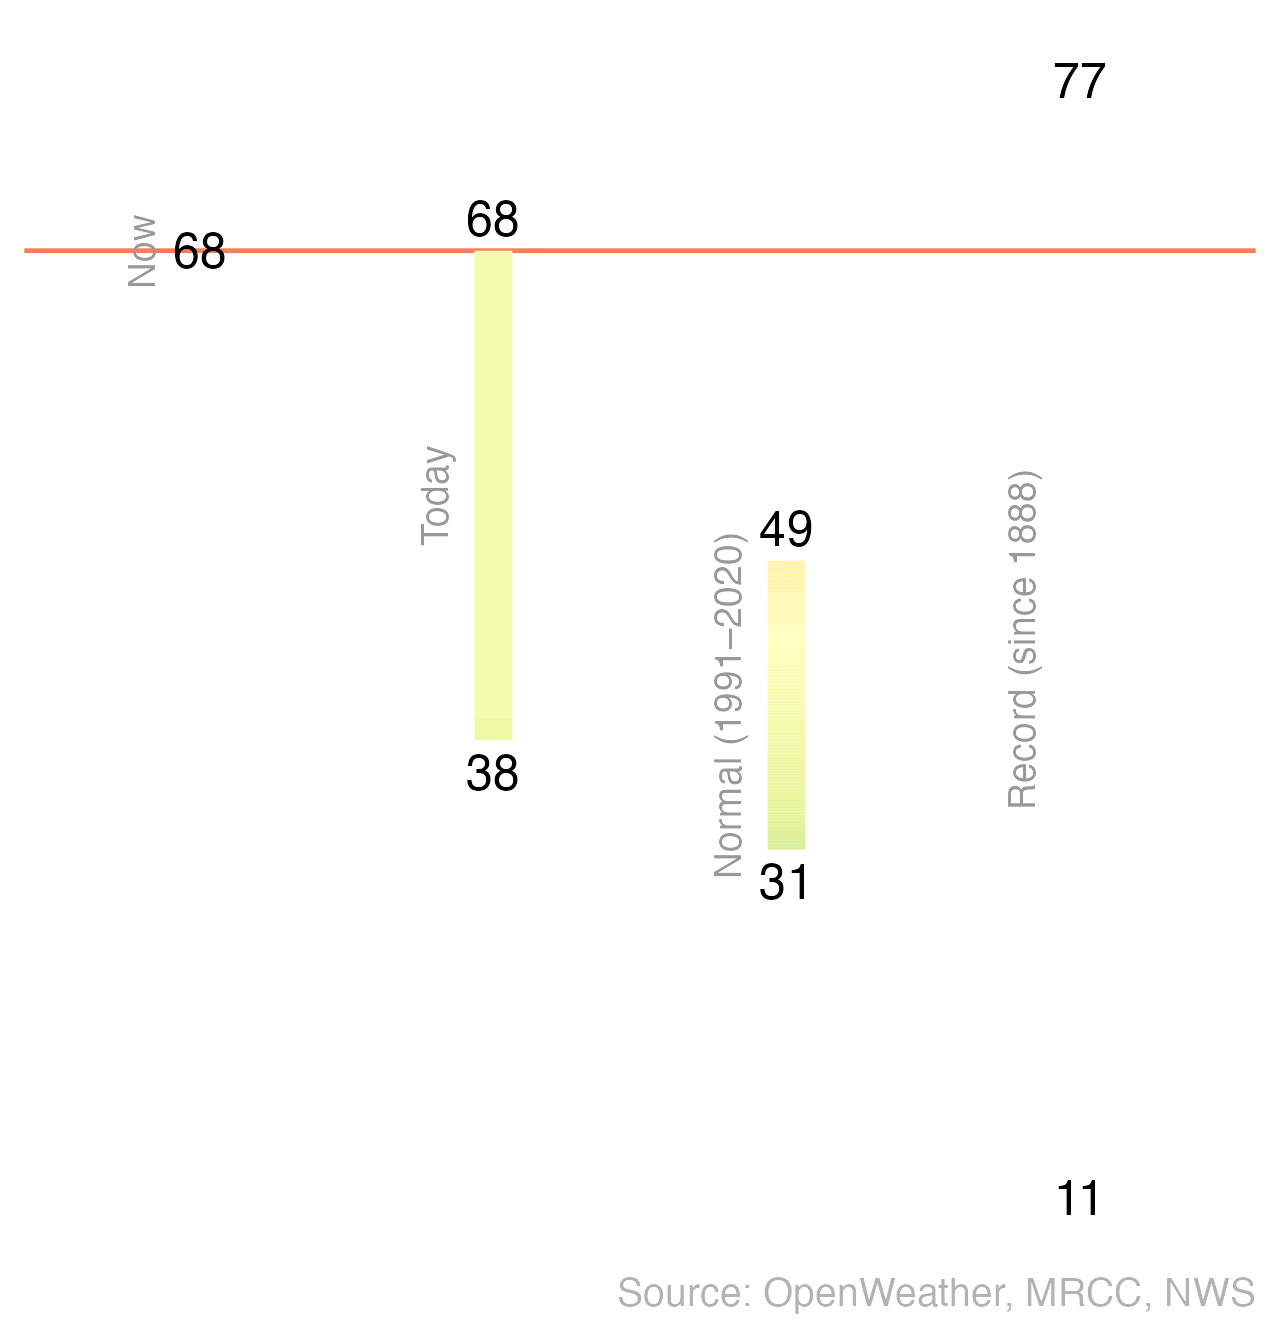 77
68
Now
68
Today
38
49
Normal (1991–2020)
31
Record (since 1888)
11
Source: OpenWeather, MRCC, NWS